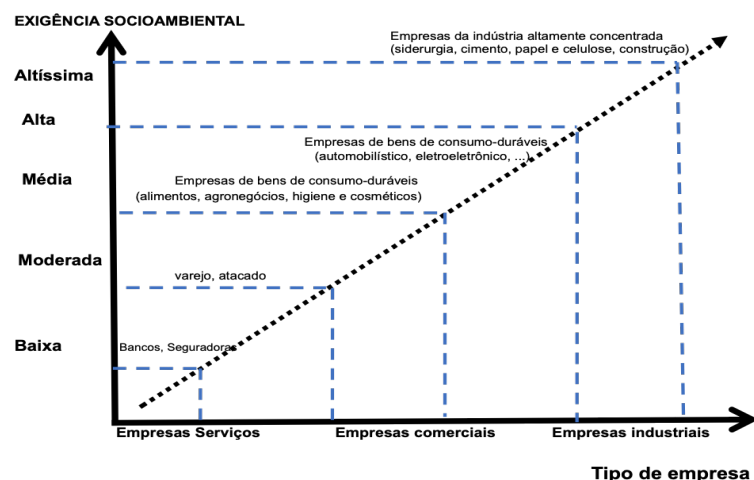 EXIGÊNCIA SOCIOAMBIENTAL
Empresas da indústria altamente concentrada
(siderurgia, cimento, papel e celulose, construção)
Altíssima
Alta
Empresas de bens de consumo-duráveis
(automobilístico, eletroeletrônico, ...)
Média
Empresas de bens de consumo-duráveis
(alimentos, agronegócios, higiene e cosméticos)
Moderada
varejo, atacado
Baixa
Bancos, Seguradoras
Empresas Serviços
Empresas comerciais
Empresas industriais
Tipo de empresa